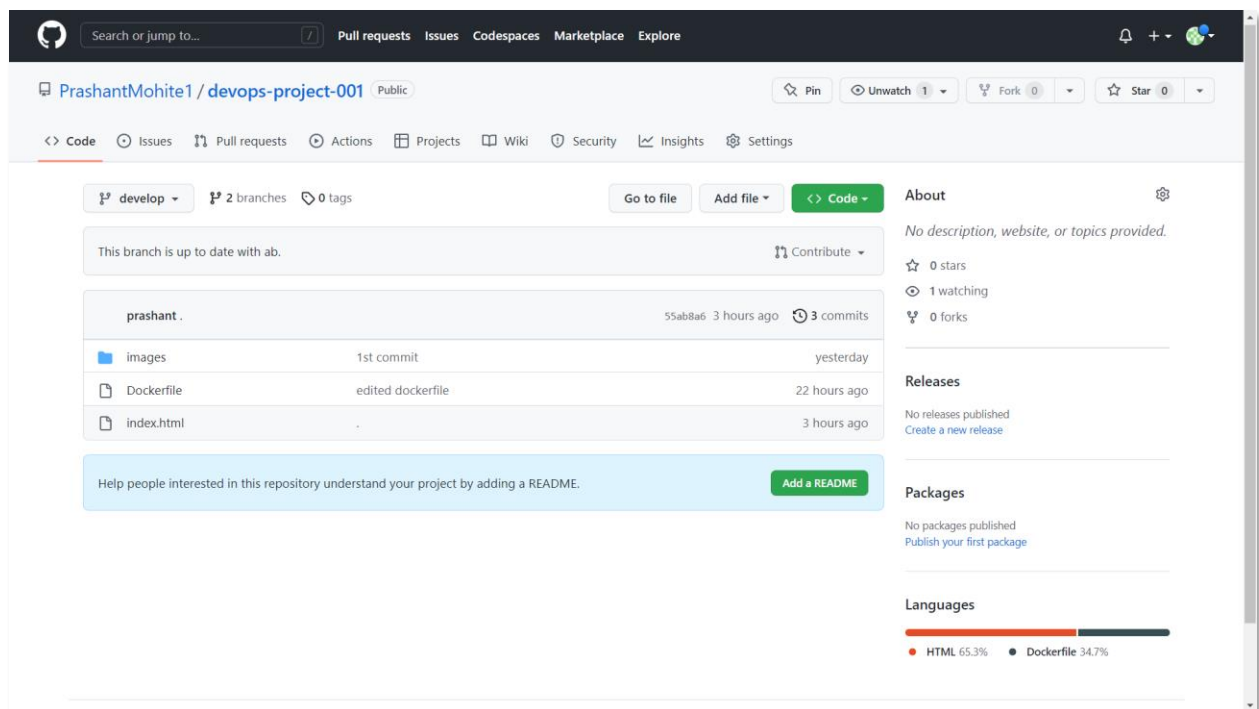 Search or jump to... /
Pull requests Issues Codespaces Marketplace Explore
PrashantMohite1 / devops-project-001 Public
Pin Unwatch 1 Fork 0 Star 0
<> Code Issues Pull requests Actions Projects Wiki Security Insights Settings
develop 2 branches 0 tags
Go to file Add file <> Code
This branch is up to date with ab.
Contribute
prashant . 55ab8a6 3 hours ago 3 commits
images 1st commit yesterday
Dockerfile edited dockerfile 22 hours ago
index.html . 3 hours ago
Help people interested in this repository understand your project by adding a README.
Add a README
About
No description, website, or topics provided.
0 stars
1 watching
0 forks
Releases
No releases published
Create a new release
Packages
No packages published
Publish your first package
Languages
HTML 65.3% Dockerfile 34.7%